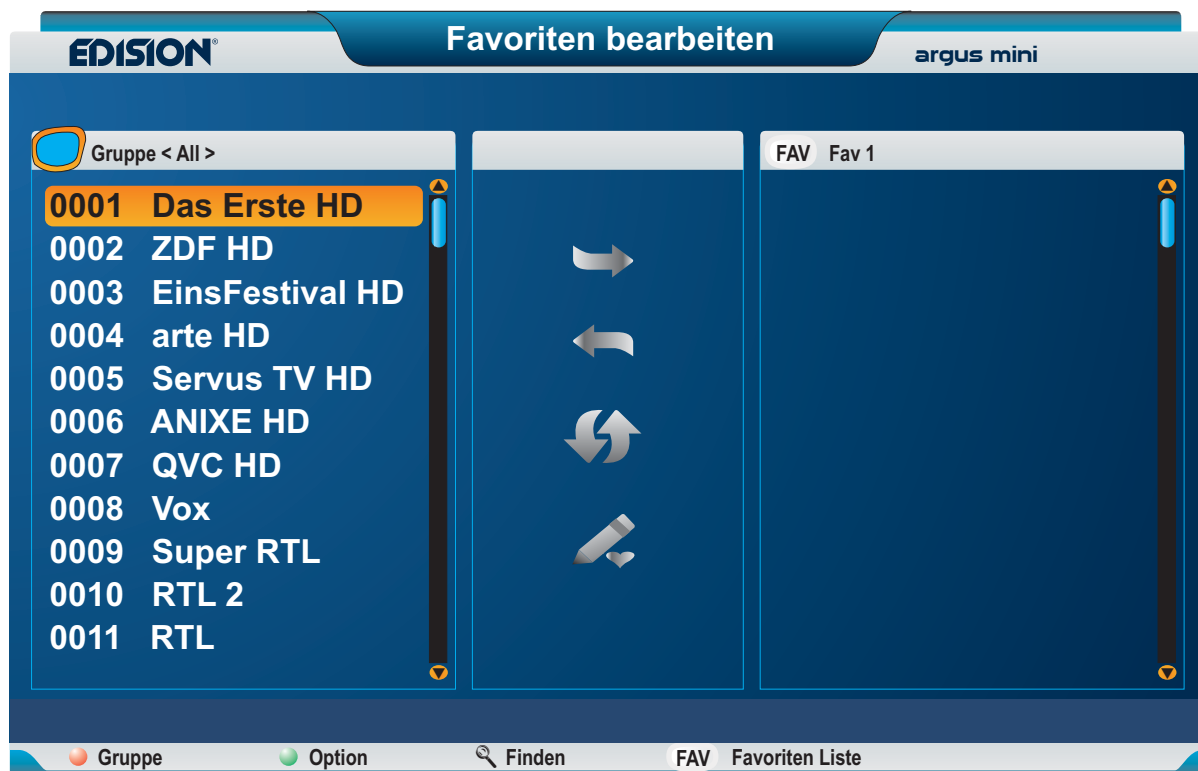 Favoriten bearbeiten
EDISION®
argus mini
Gruppe < All >
FAV Fav 1
0001 Das Erste HD
0002 ZDF HD
0003 EinsFestival HD
0004 arte HD
0005 Servus TV HD
0006 ANIXE HD
0007 QVC HD
0008 Vox
0009 Super RTL
0010 RTL 2
0011 RTL
Gruppe Option Finden FAV Favoriten Liste